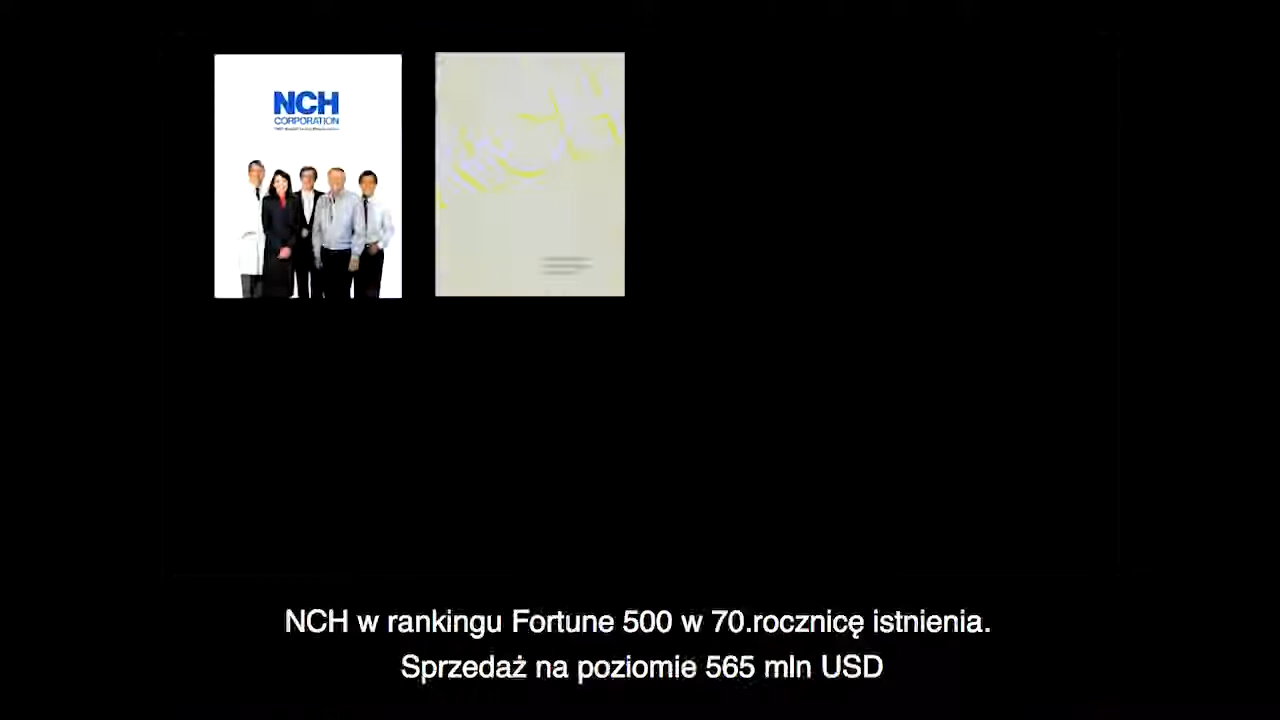 NCH
CORPORATION
NCH w rankingu Fortune 500 w 70.rocznicę istnienia.
Sprzedaż na poziomie 565 mln USD